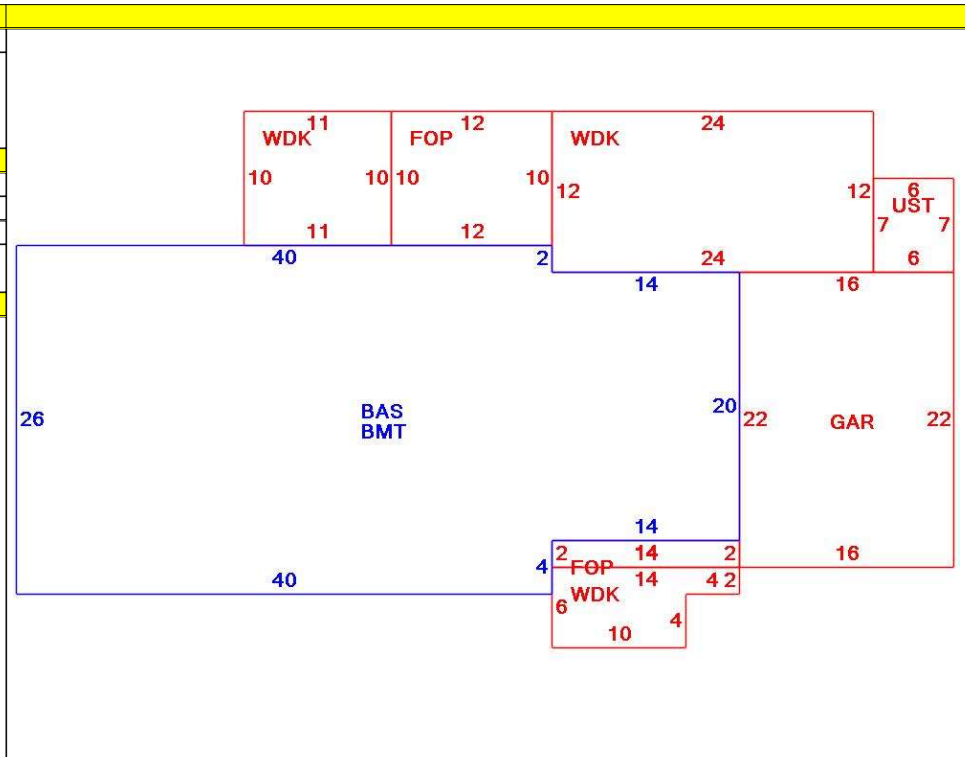 11 12 24
WDK FOP WDK
10 10 10 10 12 12 6
UST
7 7
11 12
40 2 24 6
14 16
26 BAS 20 22 GAR 22
BMT
14
2 14 2 16
4 FOP
40 14 4 2
6 WDK
4
10